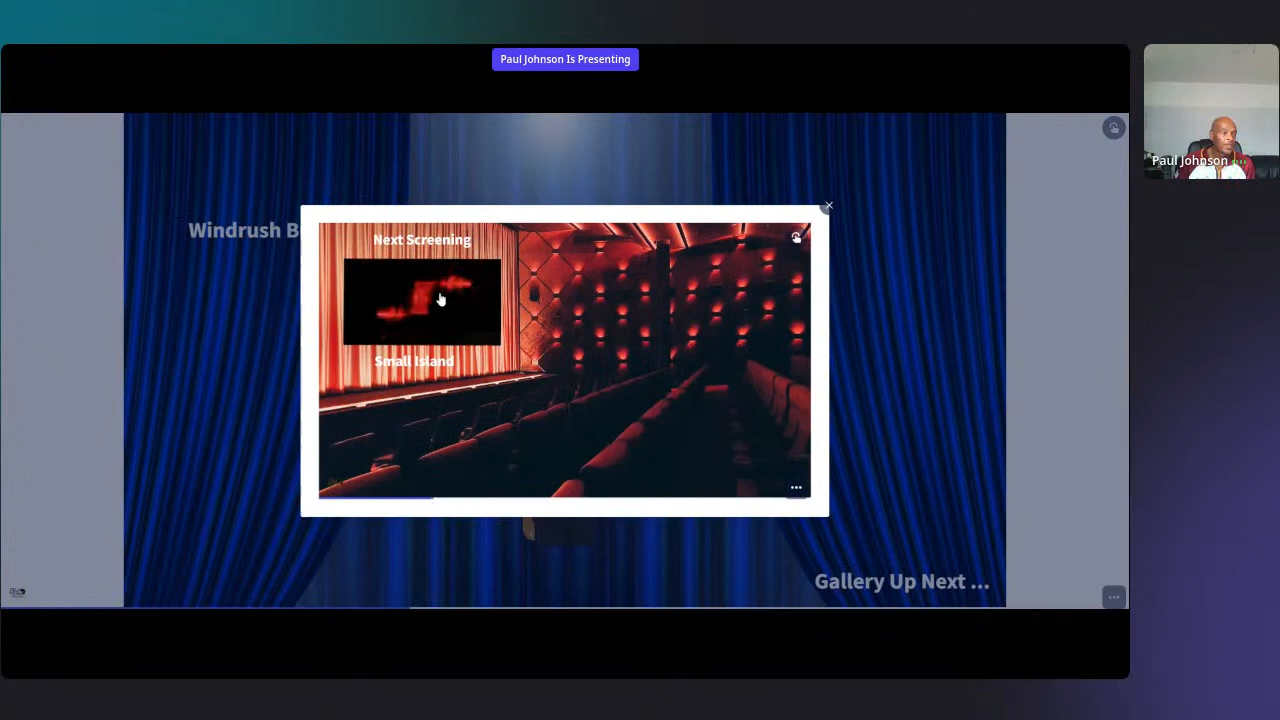 Paul Johnson Is Presenting
Paul Johnson
Windrush B
Next Screening
Small Island
Gallery Up Next ...